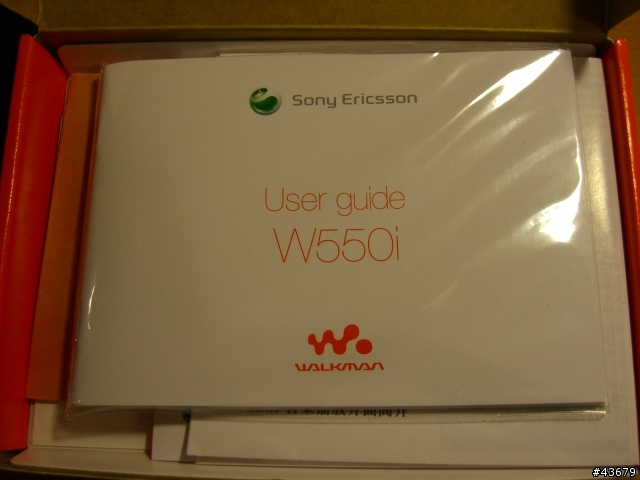 Sony Ericsson
User guide
W550i
WALKMAN
#43679